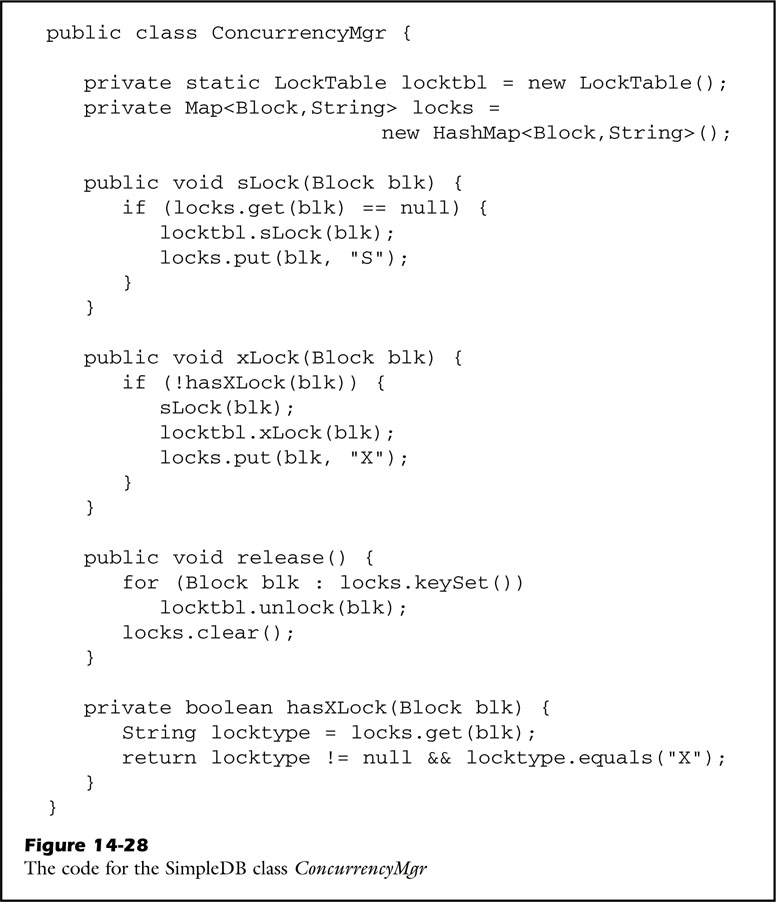 public class ConcurrencyMgr {
private static LockTable locktbl = new LockTable();
private Map<Block,String> locks =
new HashMap<Block,String>();
public void sLock(Block blk) {
if (locks.get(blk) == null) {
locktbl.sLock(blk);
locks.put(blk, "S");
}
}
public void xLock(Block blk) {
if (!hasXLock(blk)) {
sLock(blk);
locktbl.xLock(blk);
locks.put(blk, "X");
}
}
public void release() {
for (Block blk : locks.keySet())
locktbl.unlock(blk);
locks.clear();
}
private boolean hasXLock(Block blk) {
String locktype = locks.get(blk);
return locktype != null && locktype.equals("X");
}
}
Figure 14-28
The code for the SimpleDB class ConcurrencyMgr